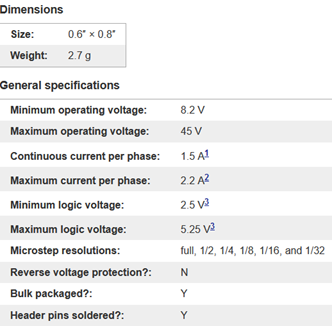 Dimensions
Size: 0.6″ × 0.8″
Weight: 2.7 g
General specifications
Minimum operating voltage: 8.2 V
Maximum operating voltage: 45 V
Continuous current per phase: 1.5 A1
Maximum current per phase: 2.2 A2
Minimum logic voltage: 2.5 V3
Maximum logic voltage: 5.25 V3
Microstep resolutions: full, 1/2, 1/4, 1/8, 1/16, and 1/32
Reverse voltage protection?: N
Bulk packaged?: Y
Header pins soldered?: Y